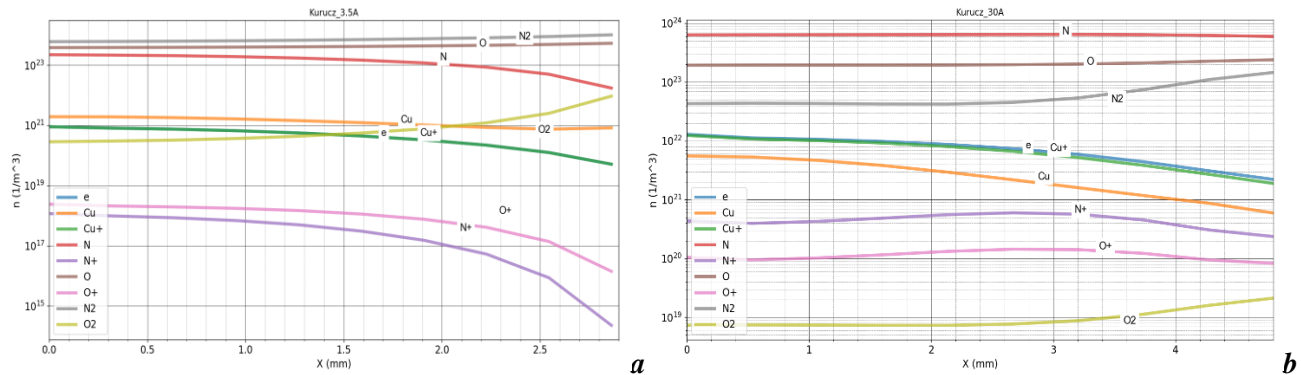 Kurucz_3.5A
n (1/m^3)
10^23
10^21
10^19
10^17
10^15
N2
O
N
Cu
e
Cu+
O2
O+
N+
e
Cu
Cu+
N
N+
O
O+
N2
O2
0.0 0.5 1.0 1.5 2.0 2.5
X (mm)
a
Kurucz_30A
n (1/m^3)
10^24
10^23
10^22
10^21
10^20
10^19
N
O
N2
e
Cu+
Cu
N+
O+
O2
e
Cu
Cu+
N
N+
O
O+
N2
O2
0 1 2 3 4
X (mm)
b